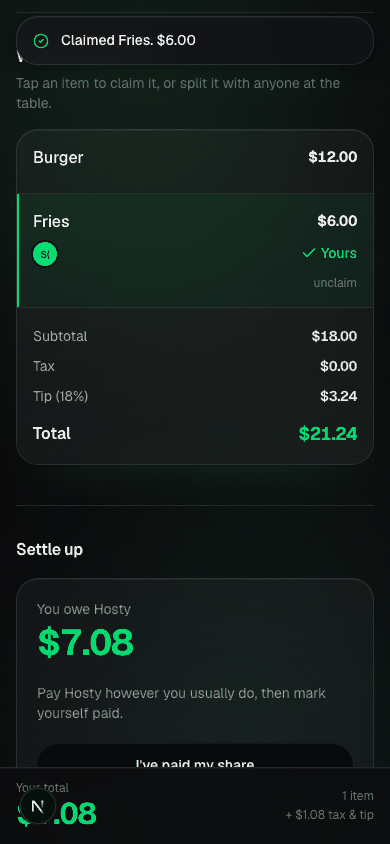 Claimed Fries. $6.00
Tap an item to claim it, or split it with anyone at the
table.
Burger
$12.00
Fries
$6.00
S(
Yours
unclaim
Subtotal
$18.00
Tax
$0.00
Tip (18%)
$3.24
Total
$21.24
Settle up
You owe Hosty
$7.08
Pay Hosty however you usually do, then mark
yourself paid.
I've paid my share
Your total
.08
N
1 item
+ $1.08 tax & tip